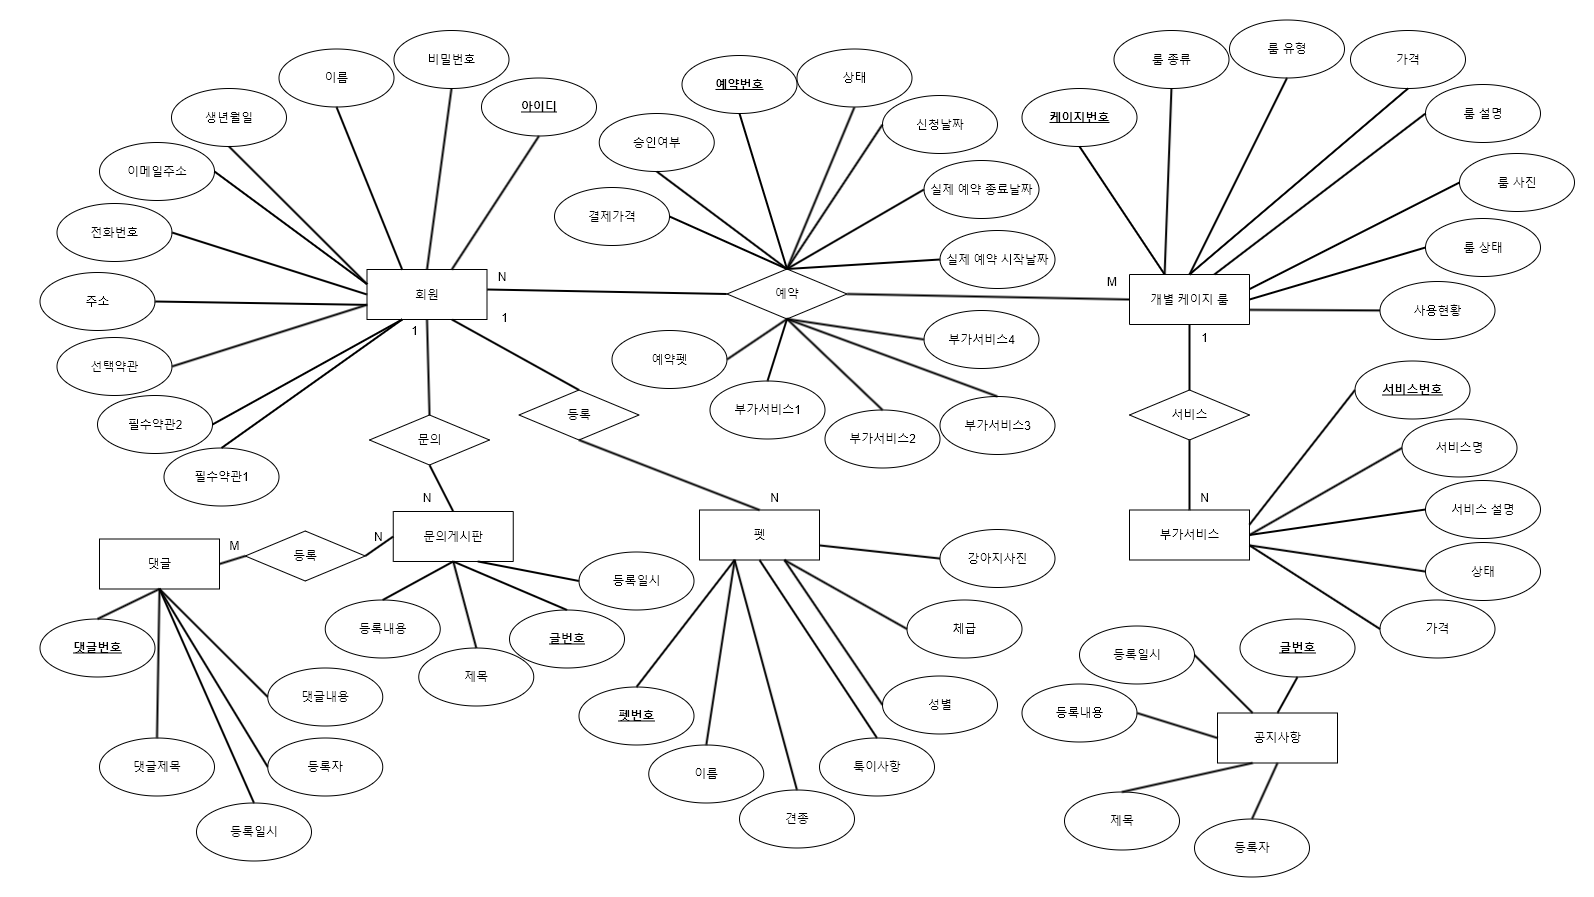 비밀번호
이름
아이디
생년월일
이메일주소
전화번호
주소
선택약관
필수약관2
필수약관1
회원
N
1
1
예약번호
상태
신청날짜
승인여부
실제 예약 종료날짜
결제가격
실제 예약 시작날짜
예약
예약펫
부가서비스4
부가서비스1
부가서비스2
부가서비스3
룸 유형
룸 종류
가격
케이지번호
룸 설명
룸 사진
룸 상태
사용현황
M
개별 케이지 룸
1
서비스
N
부가서비스
서비스번호
서비스명
서비스 설명
상태
가격
문의
등록
N
문의게시판
N
등록
M
댓글
댓글번호
댓글내용
댓글제목
등록자
등록일시
등록일시
등록내용
글번호
제목
N
펫
강아지사진
체급
성별
펫번호
이름
특이사항
견종
글번호
등록일시
등록내용
공지사항
제목
등록자